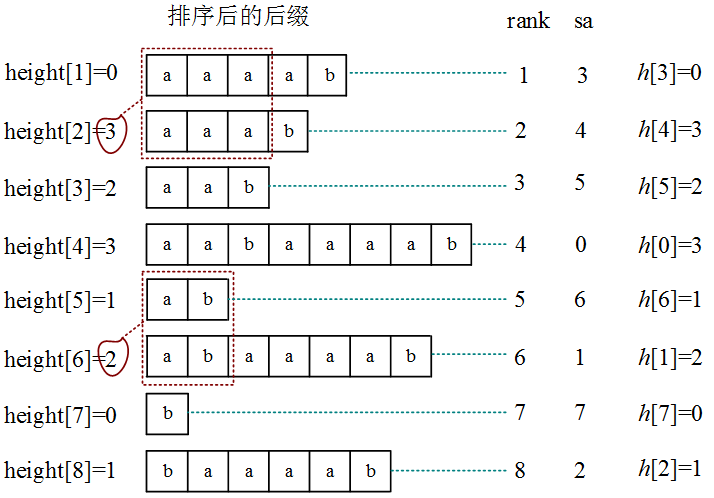 排序后的后缀 rank sa
height[1]=0 a a a a b 1 3 h[3]=0
height[2]=3 a a a b 2 4 h[4]=3
height[3]=2 a a b 3 5 h[5]=2
height[4]=3 a a b a a a a b 4 0 h[0]=3
height[5]=1 a b 5 6 h[6]=1
height[6]=2 a b a a a a b 6 1 h[1]=2
height[7]=0 b 7 7 h[7]=0
height[8]=1 b a a a a b 8 2 h[2]=1